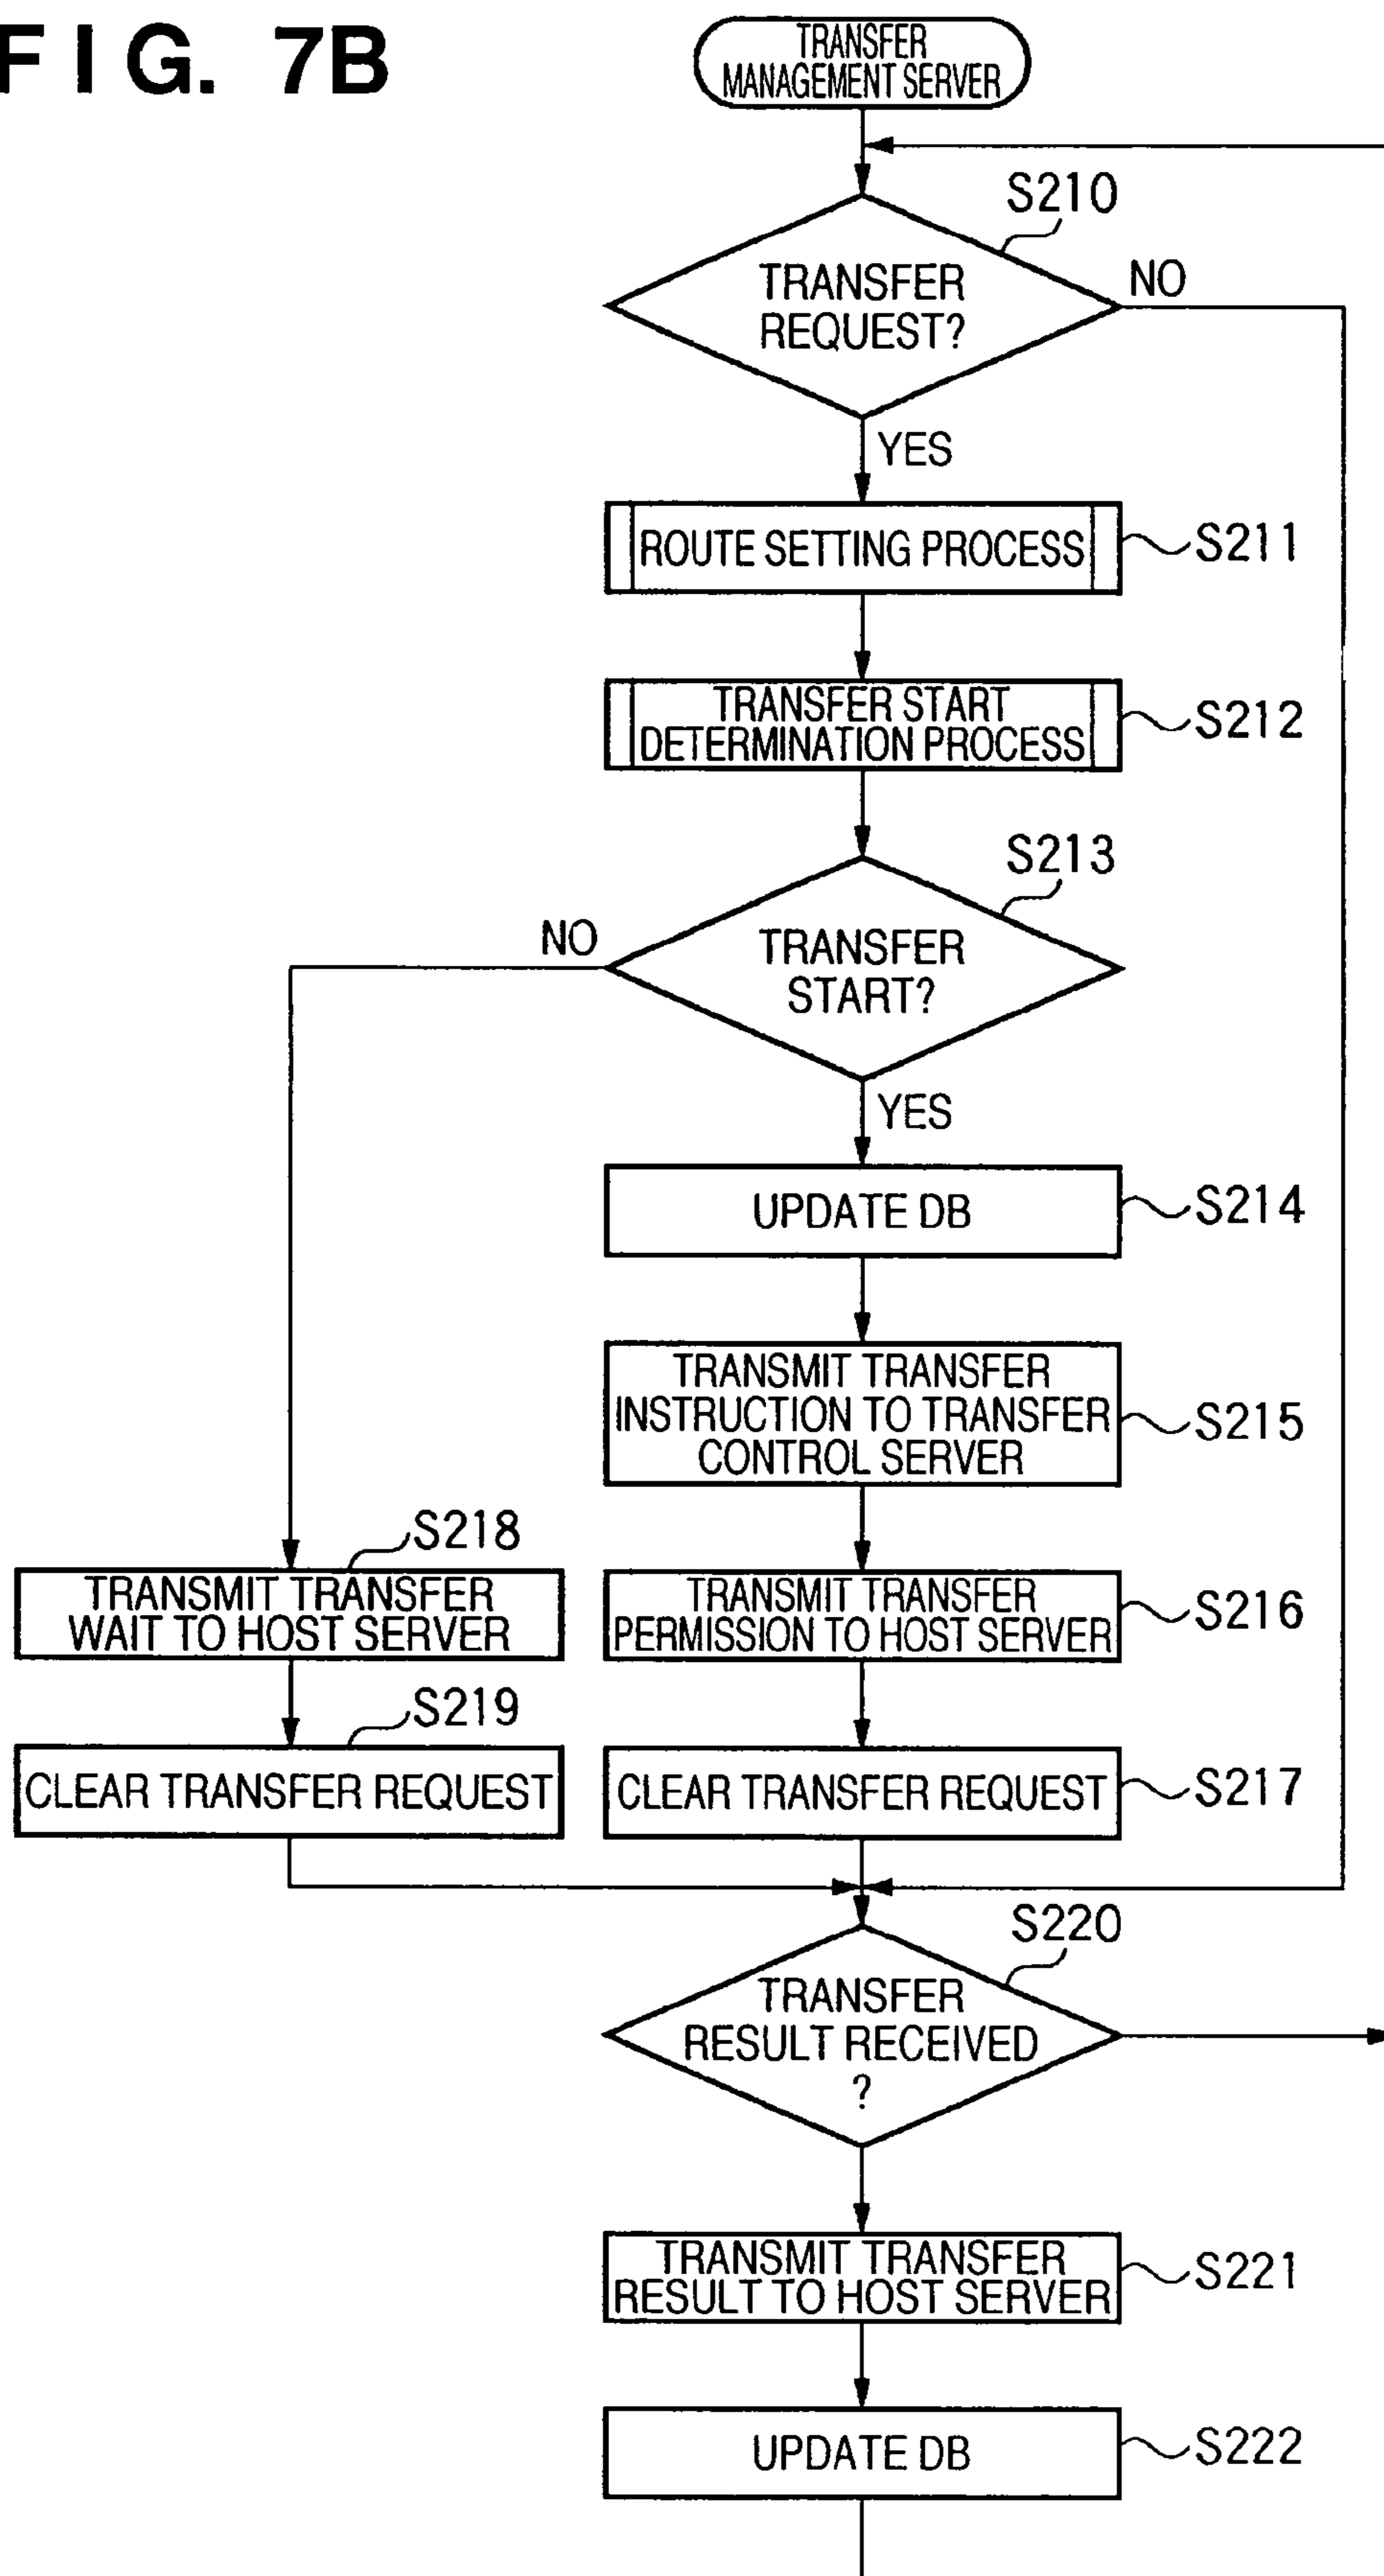 FIG. 7B
TRANSFER
MANAGEMENT SERVER
S210
TRANSFER
REQUEST?
NO
YES
ROUTE SETTING PROCESS
S211
TRANSFER START
DETERMINATION PROCESS
S212
S213
NO
TRANSFER
START?
YES
UPDATE DB
S214
TRANSMIT TRANSFER
INSTRUCTION TO TRANSFER
CONTROL SERVER
S215
S218
TRANSMIT TRANSFER
WAIT TO HOST SERVER
TRANSMIT TRANSFER
PERMISSION TO HOST SERVER
S216
S219
CLEAR TRANSFER REQUEST
CLEAR TRANSFER REQUEST
S217
S220
TRANSFER
RESULT RECEIVED
?
TRANSMIT TRANSFER
RESULT TO HOST SERVER
S221
UPDATE DB
S222